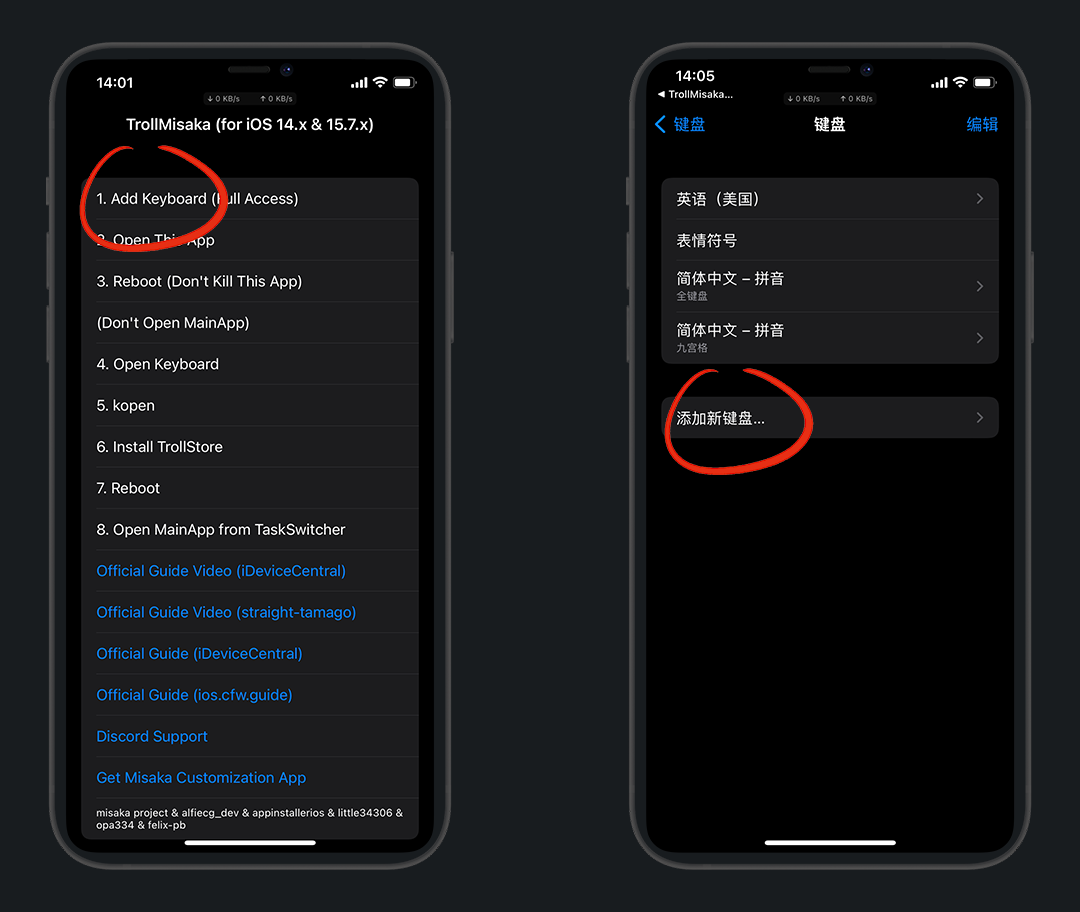 14:01
↓ 0 KB/s ↑ 0 KB/s
TrollMisaka (for iOS 14.x & 15.7.x)
1. Add Keyboard (Full Access)
2. Open This App
3. Reboot (Don't Kill This App)
(Don't Open MainApp)
4. Open Keyboard
5. kopen
6. Install TrollStore
7. Reboot
8. Open MainApp from TaskSwitcher
Official Guide Video (iDeviceCentral)
Official Guide Video (straight-tamago)
Official Guide (iDeviceCentral)
Official Guide (ios.cfw.guide)
Discord Support
Get Misaka Customization App
misaka project & alfiecg_dev & appinstallerios & little34306 &
opa334 & felix-pb
14:05
◀ TrollMisaka...
↓ 0 KB/s ↑ 0 KB/s
键盘 键盘 编辑
英语（美国）
表情符号
简体中文 – 拼音
全键盘
简体中文 – 拼音
九宫格
添加新键盘...